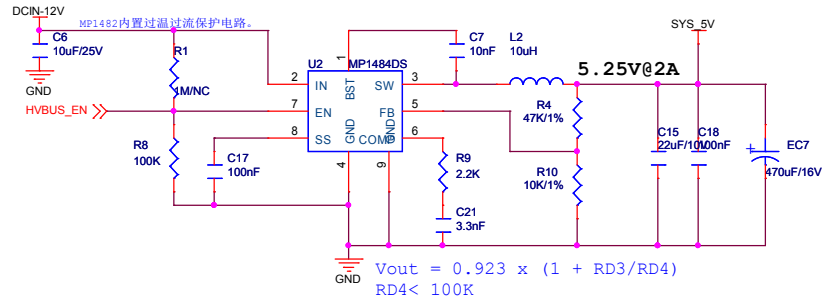 DCIN-12V
MP1482内置过温过流保护电路。
SYS_5V
C6
10uF/25V
GND
R1
1M/NC
HVBUS_EN
R8
100K
C17
100nF
U2
MP1484DS
1
2
IN
BST
SW
3
7
EN
FB
5
8
SS
GND
GND
COMP
6
4
9
C7
10nF
L2
10uH
5.25V@2A
R4
47K/1%
R10
10K/1%
R9
2.2K
C21
3.3nF
C15
22uF/10V
C18
100nF
EC7
470uF/16V
GND
Vout = 0.923 x (1 + RD3/RD4)
RD4< 100K